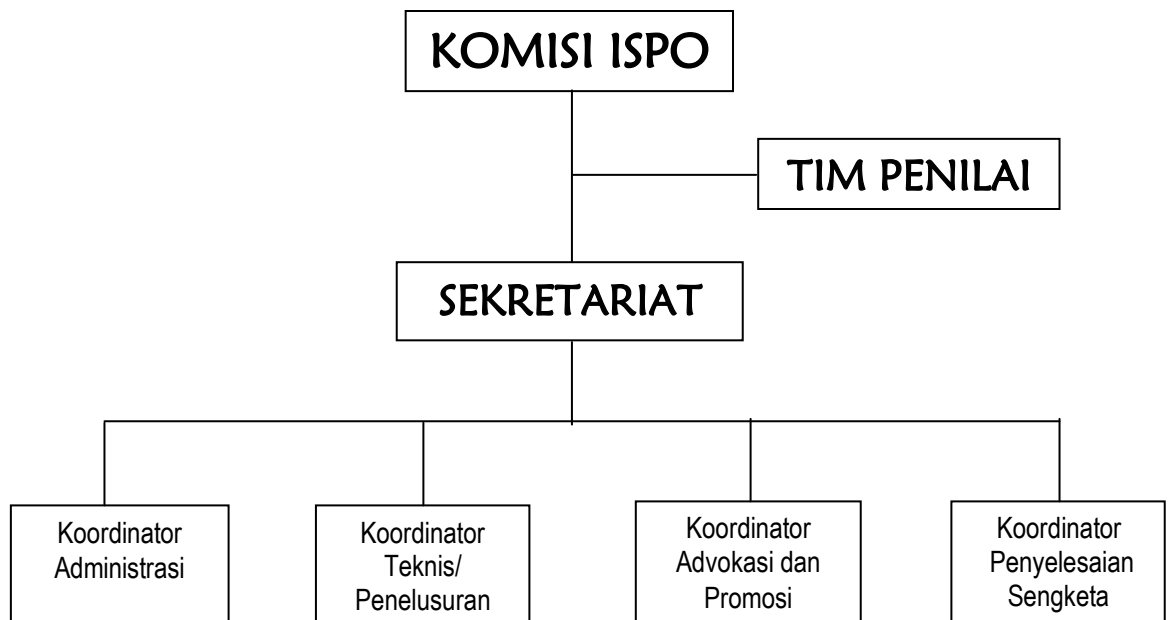 KOMISI ISPO
TIM PENILAI
SEKRETARIAT
Koordinator
Administrasi
Koordinator
Teknis/
Penelusuran
Koordinator
Advokasi dan
Promosi
Koordinator
Penyelesaian
Sengketa